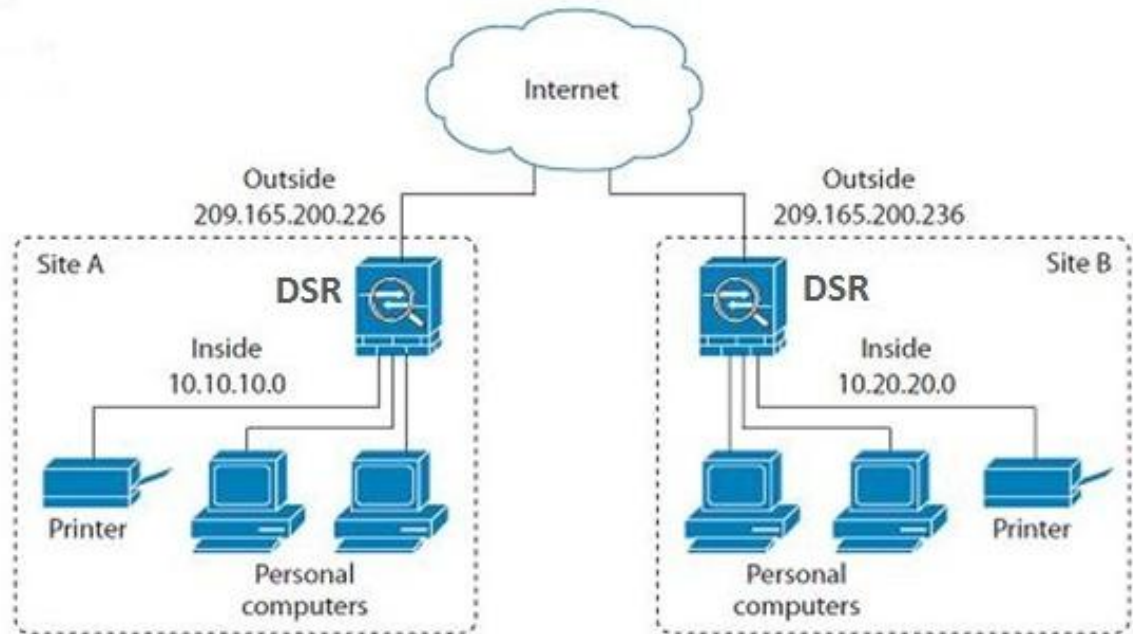 Internet
Outside
209.165.200.226
Outside
209.165.200.236
Site A
DSR
DSR
Site B
Inside
10.10.10.0
Inside
10.20.20.0
Printer
Personal
computers
Personal
computers
Printer